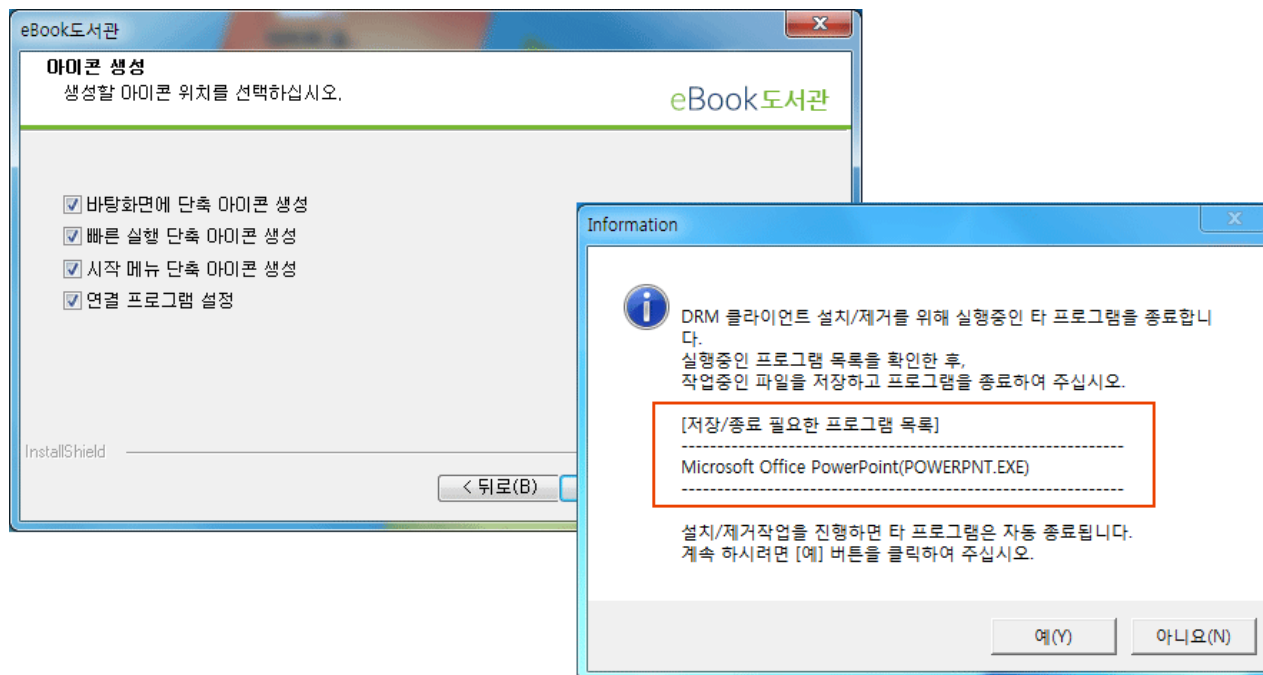 eBook도서관
아이콘 생성
생성할 아이콘 위치를 선택하십시오.
eBook도서관
바탕화면에 단축 아이콘 생성
빠른 실행 단축 아이콘 생성
시작 메뉴 단축 아이콘 생성
연결 프로그램 설정
InstallShield
< 뒤로(B)
Information
DRM 클라이언트 설치/제거를 위해 실행중인 타 프로그램을 종료합니
다.
실행중인 프로그램 목록을 확인한 후,
작업중인 파일을 저장하고 프로그램을 종료하여 주십시오.
[저장/종료 필요한 프로그램 목록]
--------------------------------------------------------------
Microsoft Office PowerPoint(POWERPNT.EXE)
--------------------------------------------------------------
설치/제거작업을 진행하면 타 프로그램은 자동 종료됩니다.
계속 하시려면 [예] 버튼을 클릭하여 주십시오.
예(Y)
아니요(N)